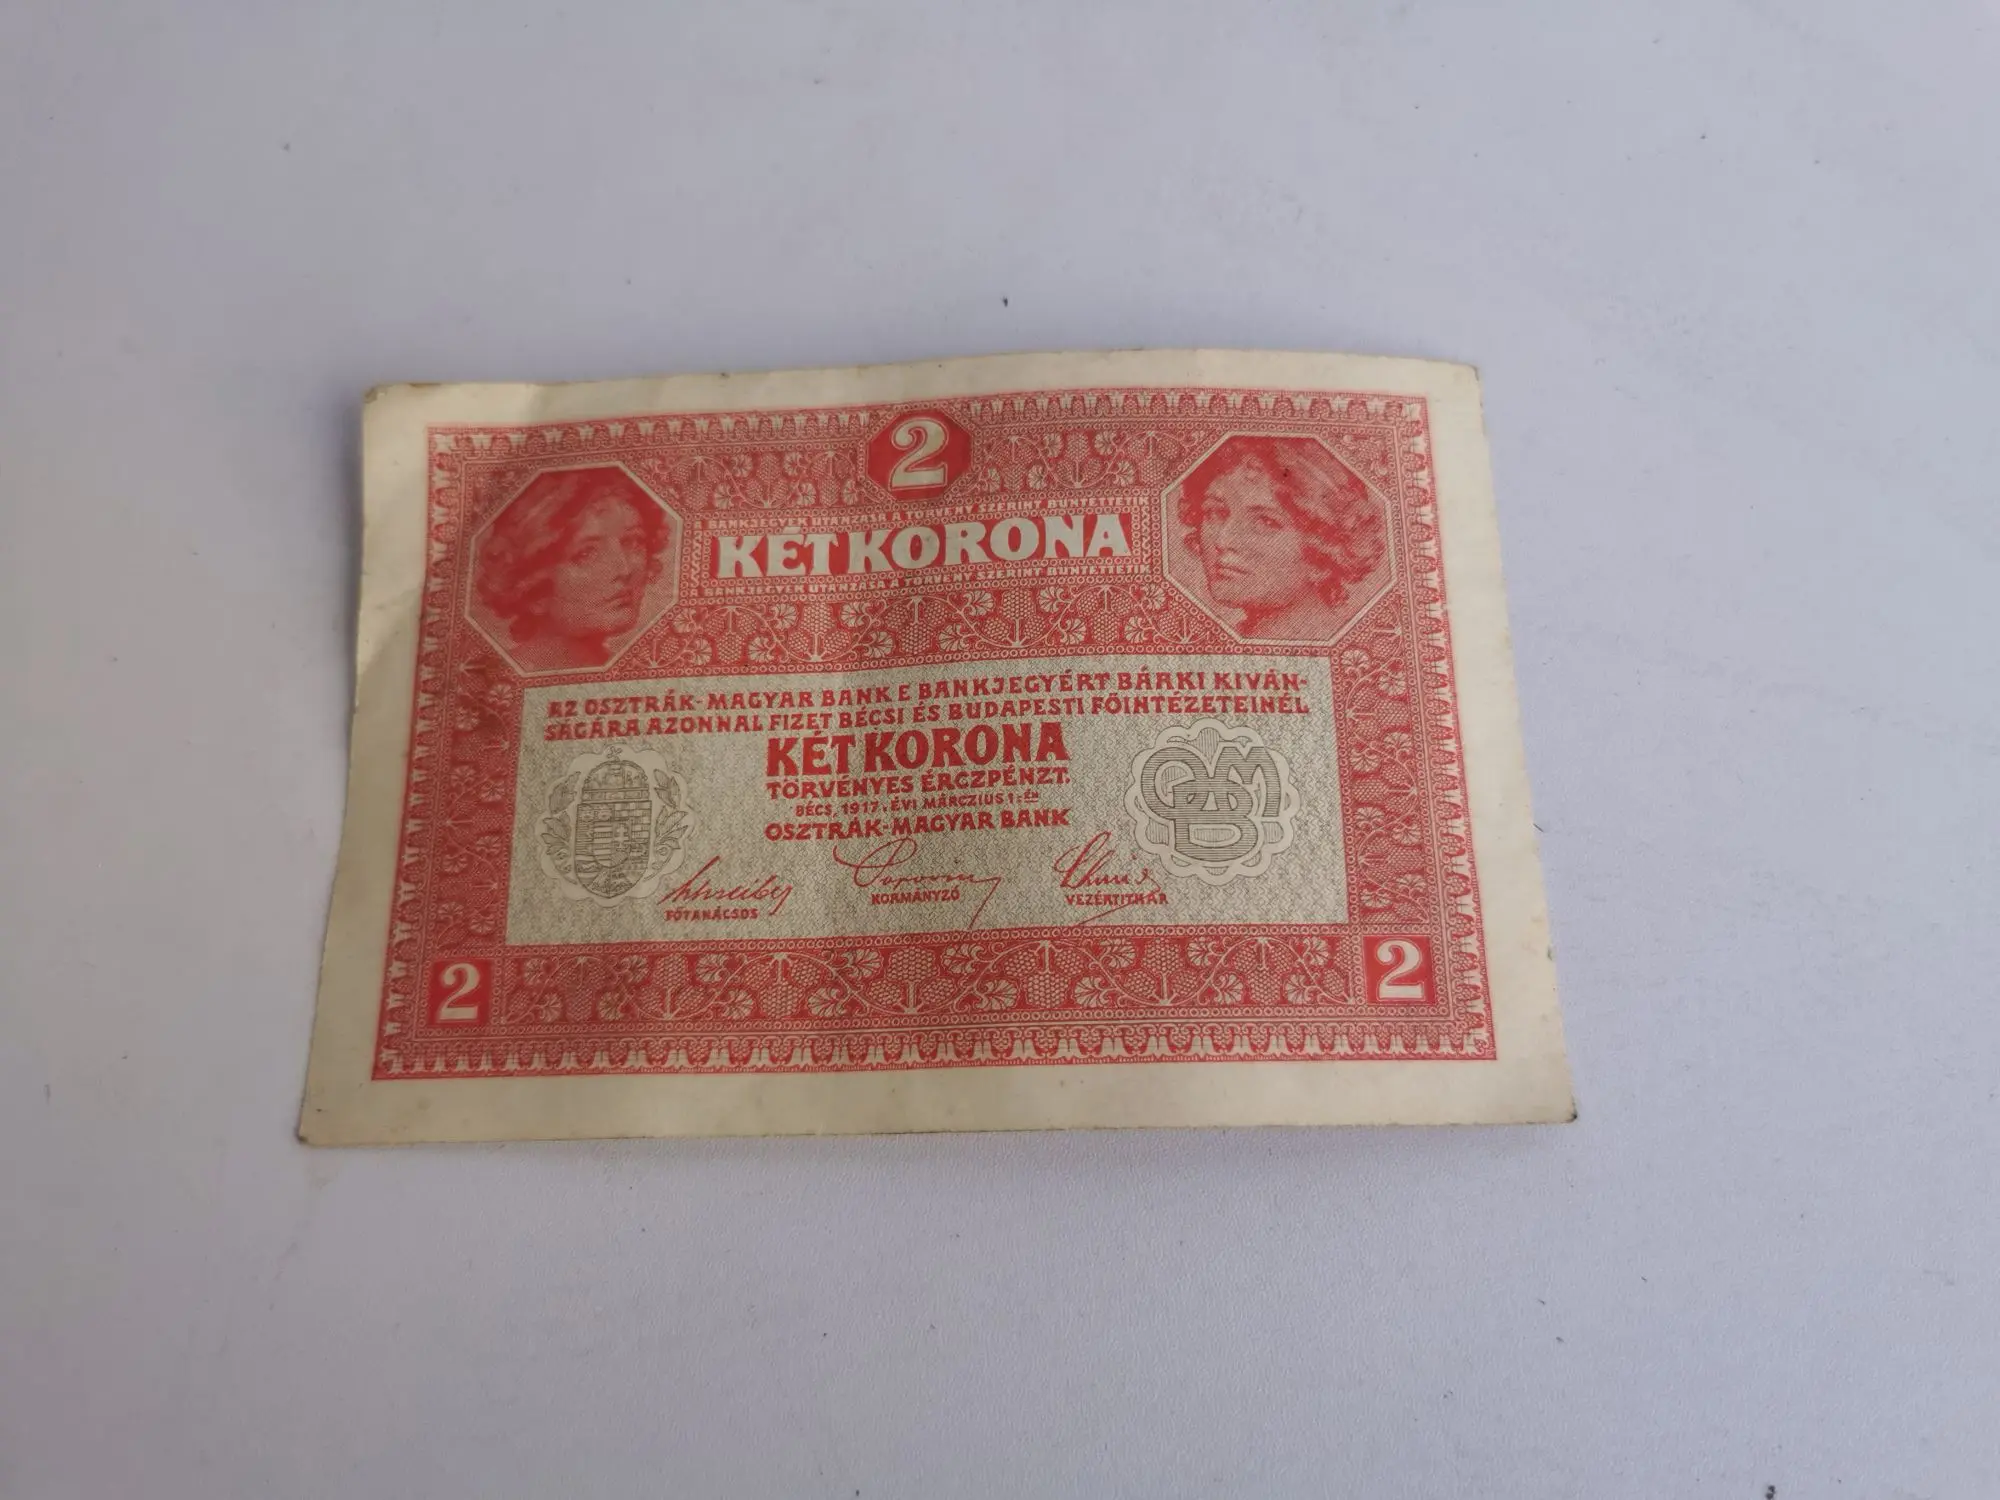 2
A BANKJEGYEK UTÁNZÁSA A TÖRVÉNY SZERINT BÜNTETTETIK
KÉT KORONA
A BANKJEGYEK UTÁNZÁSA A TÖRVÉNY SZERINT BÜNTETTETIK
AZ OSZTRÁK-MAGYAR BANK E BANKJEGYÉRT BÁRKI KIVÁN-
SÁGÁRA AZONNAL FIZET BÉCSI ÉS BUDAPESTI FŐINTÉZETEINÉL
KÉT KORONA
TÖRVÉNYES ÉRCZPÉNZT.
BÉCS, 1917. ÉVI MÁRCZIUS 1-ÉN
OSZTRÁK-MAGYAR BANK
FŐTANÁCSOS KORMÁNYZÓ VEZÉRTITKÁR
2 2